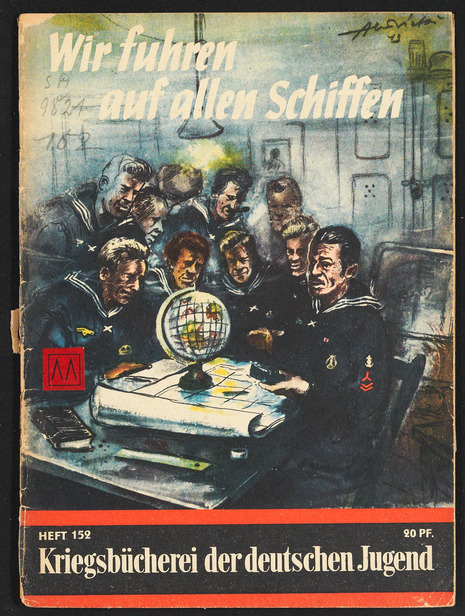 Wir fuhren
auf allen Schiffen
HEFT 152
20 PF.
Kriegsbücherei der deutschen Jugend